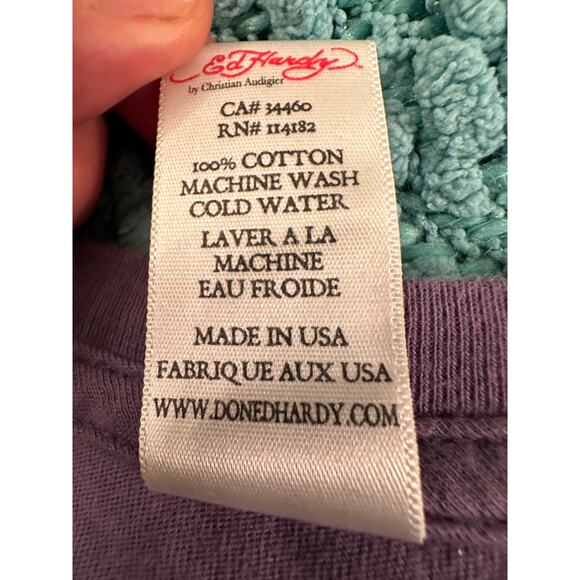 Ed Hardy
by Christian Audigier
CA# 34460
RN# 114182
100% COTTON
MACHINE WASH
COLD WATER
LAVER A LA
MACHINE
EAU FROIDE
MADE IN USA
FABRIQUE AUX USA
WWW.DONEDHARDY.COM